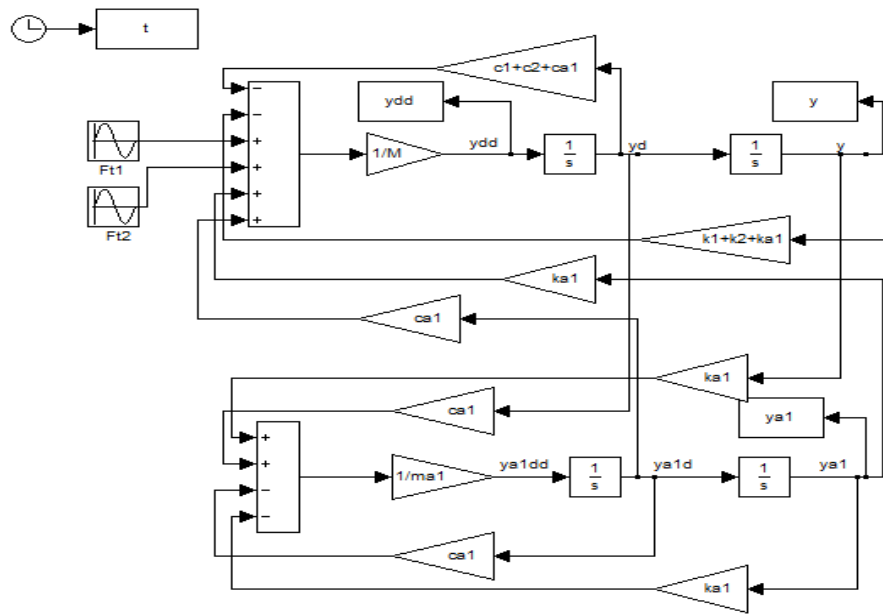 t
c1+c2+ca1
ydd
y
−
−
+
+
+
+
Ft1
Ft2
1/M
ydd
1
s
yd
1
s
y
k1+k2+ka1
ka1
ca1
ka1
ca1
ya1
+
+
−
−
1/ma1
ya1dd
1
s
ya1d
1
s
ya1
ca1
ka1